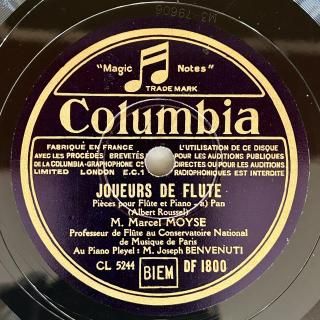 M3-79606
"Magic Notes"
TRADE MARK
Columbia
FABRIQUÉ EN FRANCE
AVEC LES PROCÉDÉS BREVETÉS
DE LA COLUMBIA-GRAPHOPHONE Cº
LIMITED LONDON E.C.1
L'UTILISATION DE CE DISQUE
POUR LES AUDITIONS PUBLIQUES
DIRECTES OU POUR LES AUDITIONS
RADIOPHONIQUES EST INTERDITE
JOUEURS DE FLUTE
Pièces pour Flûte et Piano - a) Pan
(Albert Roussel)
M. Marcel MOYSE
Professeur de Flûte au Conservatoire National
de Musique de Paris
Au Piano Pleyel : M. Joseph BENVENUTI
CL 5244 BIEM DF 1800